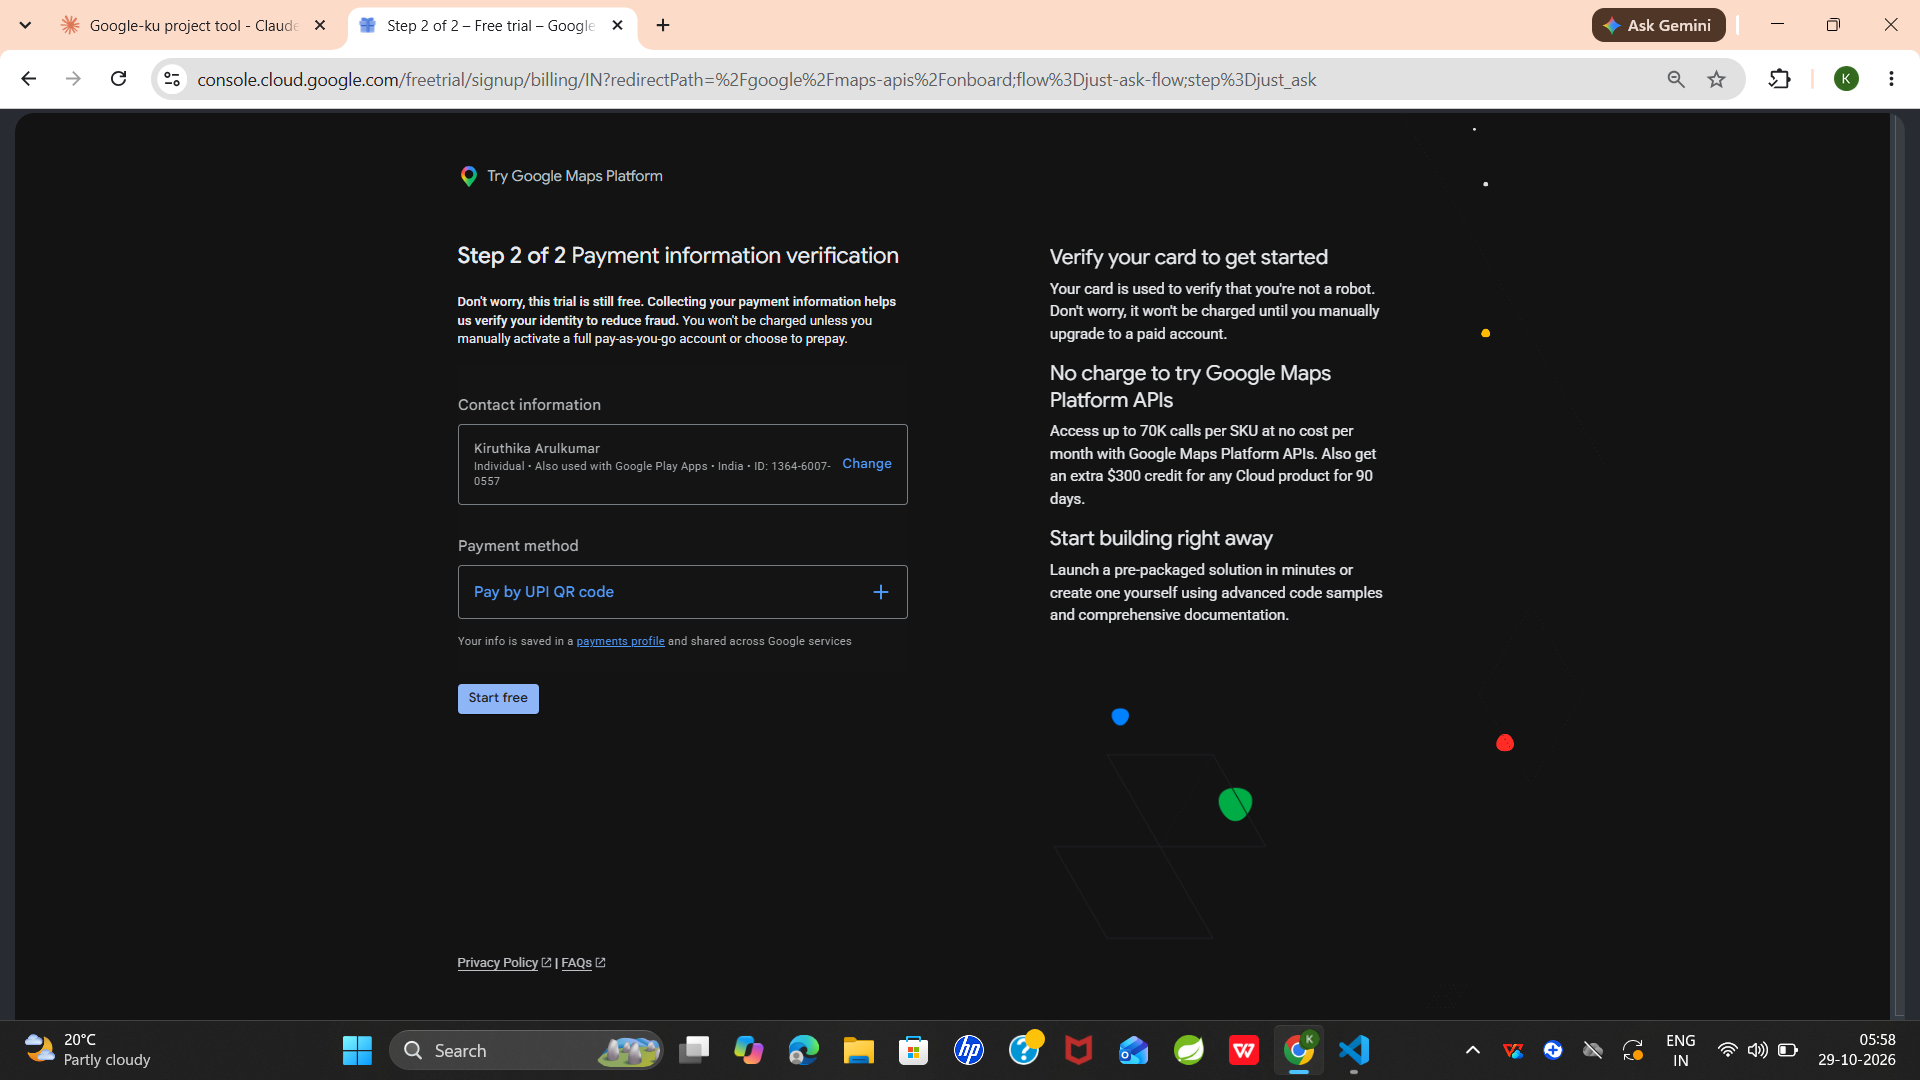 Google-ku project tool - Claude
Step 2 of 2 – Free trial – Google
Ask Gemini
console.cloud.google.com/freetrial/signup/billing/IN?redirectPath=%2Fgoogle%2Fmaps-apis%2Fonboard;flow%3Djust-ask-flow;step%3Djust_ask
K
Try Google Maps Platform
Step 2 of 2 Payment information verification
Don't worry, this trial is still free. Collecting your payment information helps
us verify your identity to reduce fraud. You won't be charged unless you
manually activate a full pay-as-you-go account or choose to prepay.
Contact information
Kiruthika Arulkumar
Individual • Also used with Google Play Apps • India • ID: 1364-6007-
0557
Change
Payment method
Pay by UPI QR code
Your info is saved in a payments profile and shared across Google services
Start free
Verify your card to get started
Your card is used to verify that you're not a robot.
Don't worry, it won't be charged until you manually
upgrade to a paid account.
No charge to try Google Maps
Platform APIs
Access up to 70K calls per SKU at no cost per
month with Google Maps Platform APIs. Also get
an extra $300 credit for any Cloud product for 90
days.
Start building right away
Launch a pre-packaged solution in minutes or
create one yourself using advanced code samples
and comprehensive documentation.
Privacy Policy | FAQs
20°C
Partly cloudy
Search
hp
K
ENG
IN
05:58
29-10-2026